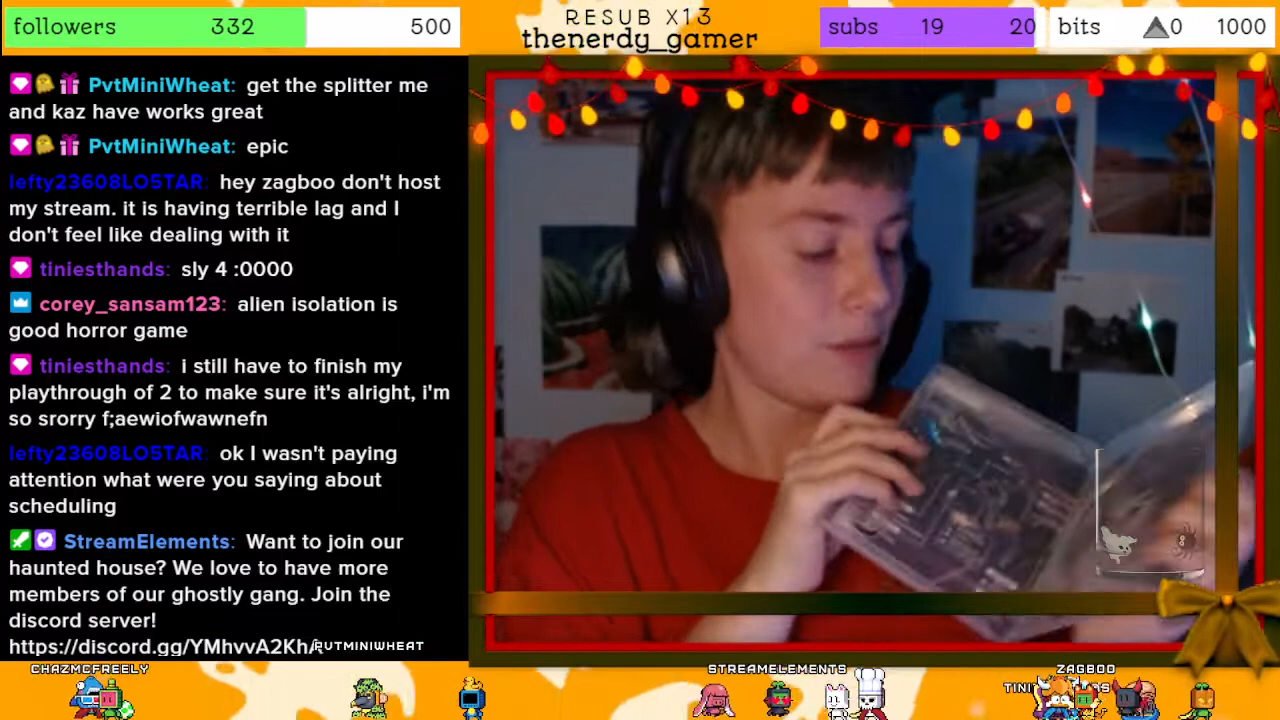 followers 332 500
RESUB X13
thenerdy_gamer
subs 19 20
bits 0 1000
PvtMiniWheat: get the splitter me
and kaz have works great
PvtMiniWheat: epic
lefty23608LO5TAR: hey zagboo don't host
my stream. it is having terrible lag and I
don't feel like dealing with it
tiniesthands: sly 4 :0000
corey_sansam123: alien isolation is
good horror game
tiniesthands: i still have to finish my
playthrough of 2 to make sure it's alright, i'm
so srorry f;aewiofwawnefn
lefty23608LO5TAR: ok I wasn't paying
attention what were you saying about
scheduling
StreamElements: Want to join our
haunted house? We love to have more
members of our ghostly gang. Join the
discord server!
https://discord.gg/YMhvvA2KhA
PVTMINIWHEAT
CHAZMCFREELY
STREAMELEMENTS
ZAGBOO